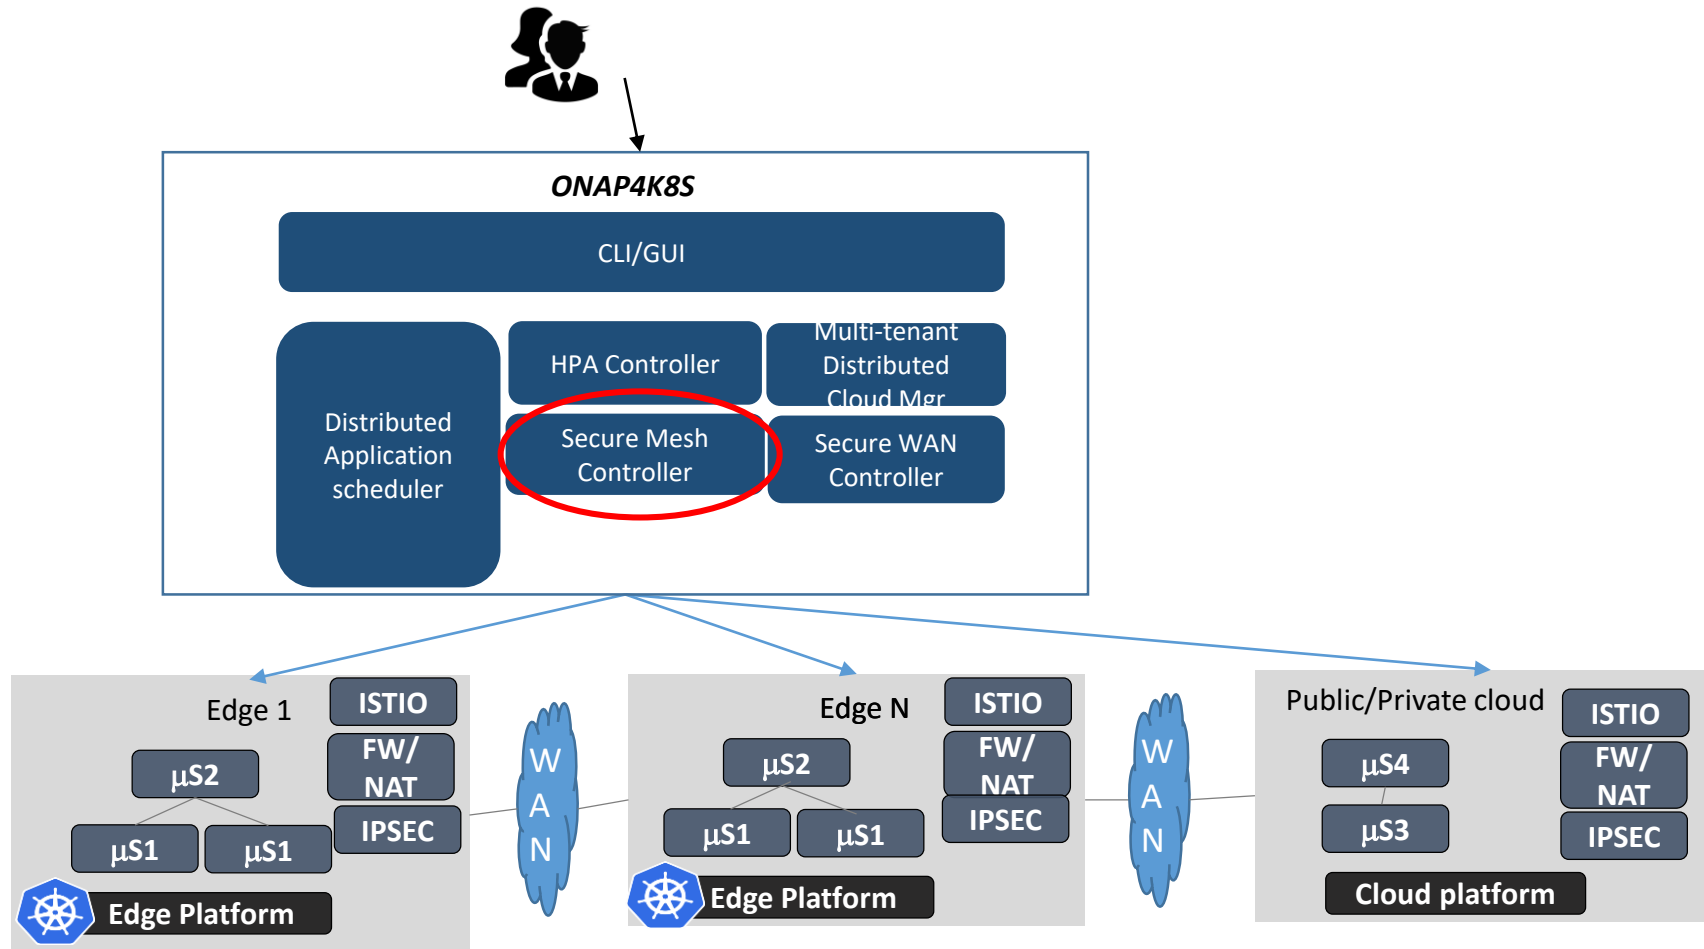 ONAP4K8S
CLI/GUI
Distributed
Application
scheduler
HPA Controller
Multi-tenant
Distributed
Cloud Mgr
Secure Mesh
Controller
Secure WAN
Controller
Edge 1
ISTIO
FW/
NAT
IPSEC
µS2
µS1
µS1
Edge Platform
W
A
N
Edge N
ISTIO
FW/
NAT
IPSEC
µS2
µS1
µS1
Edge Platform
W
A
N
Public/Private cloud
ISTIO
FW/
NAT
IPSEC
µS4
µS3
Cloud platform